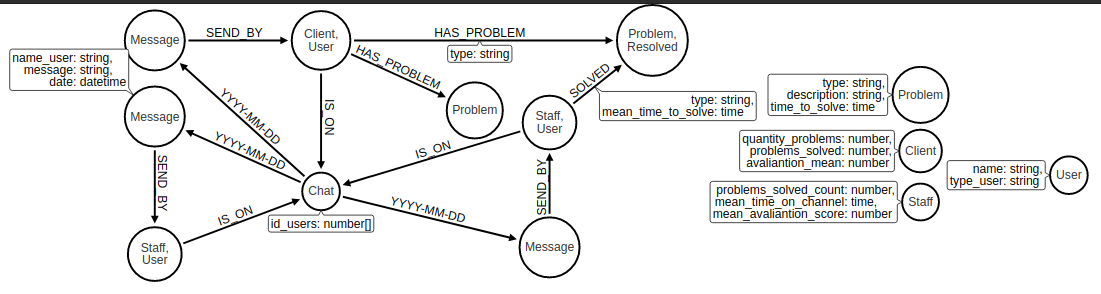 Message
SEND_BY
Client,
User
HAS_PROBLEM
type: string
Problem,
Resolved
name_user: string,
message: string,
date: datetime
HAS_PROBLEM
Problem
SOLVED
type: string,
mean_time_to_solve: time
Message
YYYY-MM-DD
YYYY-MM-DD
IS_ON
Staff,
User
IS_ON
SEND_BY
SEND_BY
Chat
id_users: number[]
IS_ON
YYYY-MM-DD
Staff,
User
Message
type: string,
description: string,
time_to_solve: time
Problem
quantity_problems: number,
problems_solved: number,
avaliantion_mean: number
Client
name: string,
type_user: string
User
problems_solved_count: number,
mean_time_on_channel: time,
mean_avaliantion_score: number
Staff